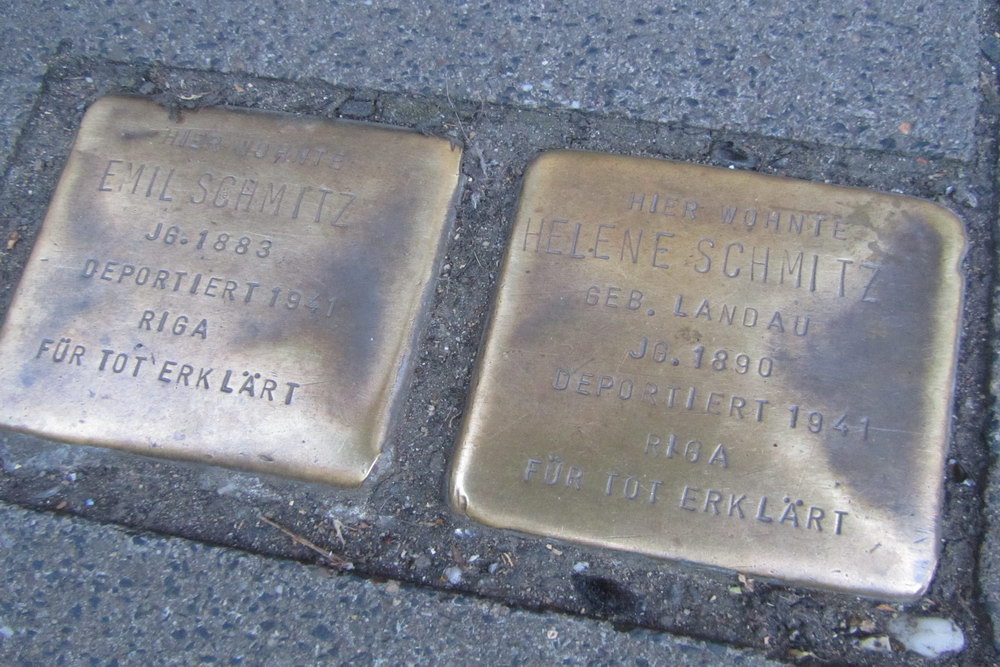 HIER WOHNTE
EMIL SCHMITZ
JG. 1883
DEPORTIERT 1941
RIGA
FÜR TOT ERKLÄRT
HIER WOHNTE
HELENE SCHMITZ
GEB. LANDAU
JG. 1890
DEPORTIERT 1941
RIGA
FÜR TOT ERKLÄRT